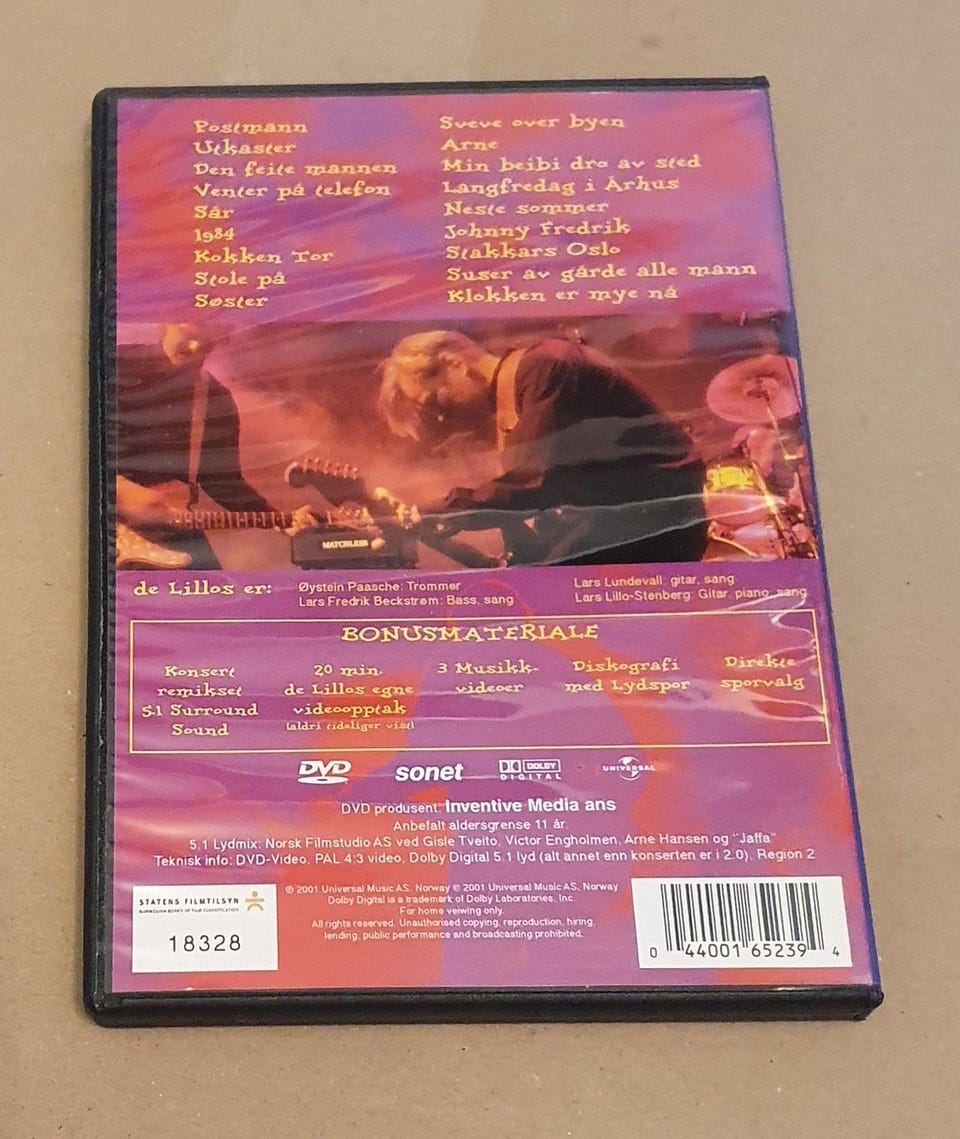 Postmann
Utkaster
Den feite mannen
Venter på telefon
Sår
1984
Kokken Tor
Stole på
Søster
Sveve over byen
Arne
Min beibi dro av sted
Langfredag i Århus
Neste sommer
Johnny Fredrik
Stakkars Oslo
Suser av gårde alle mann
Klokken er mye nå
MATCHLESS
de Lillos er:
Øystein Paasche: Trommer
Lars Fredrik Beckstrøm: Bass, sang
Lars Lundevall: gitar, sang
Lars Lillo-Stenberg: Gitar, piano, sang
BONUSMATERIALE
Konsert
remikset
5.1 Surround
Sound
20 min.
de Lillos egne
videoopptak
(aldri tideliger vist)
3 Musikk-
videoer
Diskografi
med Lydspor
Direkte
sporvalg
DVD
sonet
DOLBY
DIGITAL
UNIVERSAL
DVD produsent: Inventive Media ans
Anbefalt aldersgrense 11 år.
5.1 Lydmix: Norsk Filmstudio AS ved Gisle Tveito, Victor Engholmen, Arne Hansen og "Jaffa"
Teknisk info: DVD-Video, PAL 4:3 video, Dolby Digital 5.1 lyd (alt annet enn konserten er i 2.0), Region 2
STATENS FILMTILSYN
NORWEGIAN BOARD OF FILM CLASSIFICATION
18328
℗ 2001 Universal Music AS, Norway © 2001 Universal Music AS, Norway
Dolby Digital is a trademark of Dolby Laboratories, Inc.
For home veiwing only.
All rights reserved. Unauthorised copying, reproduction, hiring,
lending, public performance and broadcasting prohibited.
0 44001 65239 4